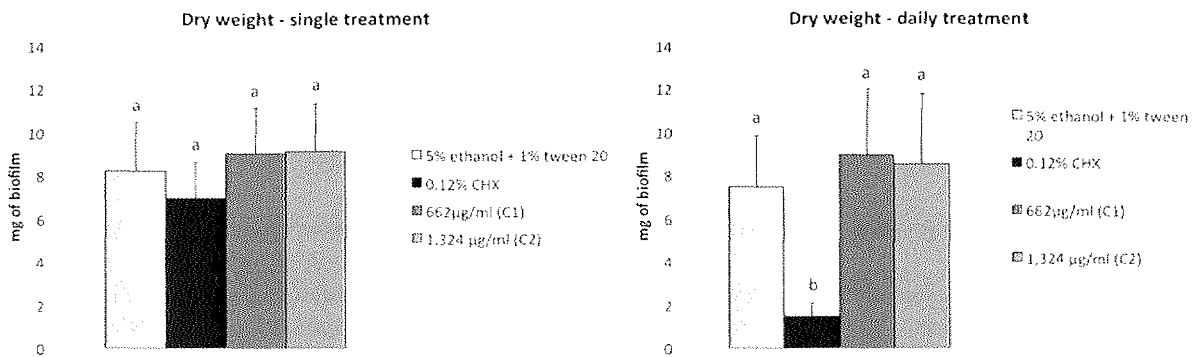 Dry weight - single treatment
14
12
10
8
6
4
2
0
mg of biofilm
a
a
a
a
5% ethanol + 1% tween 20
0.12% CHX
662µg/ml (C1)
1.324 µg/ml (C2)
Dry weight - daily treatment
14
12
10
8
6
4
2
0
mg of biofilm
a
b
a
a
5% ethanol + 1% tween
20
0.12% CHX
662µg/ml (C1)
1,324 µg/ml (C2)